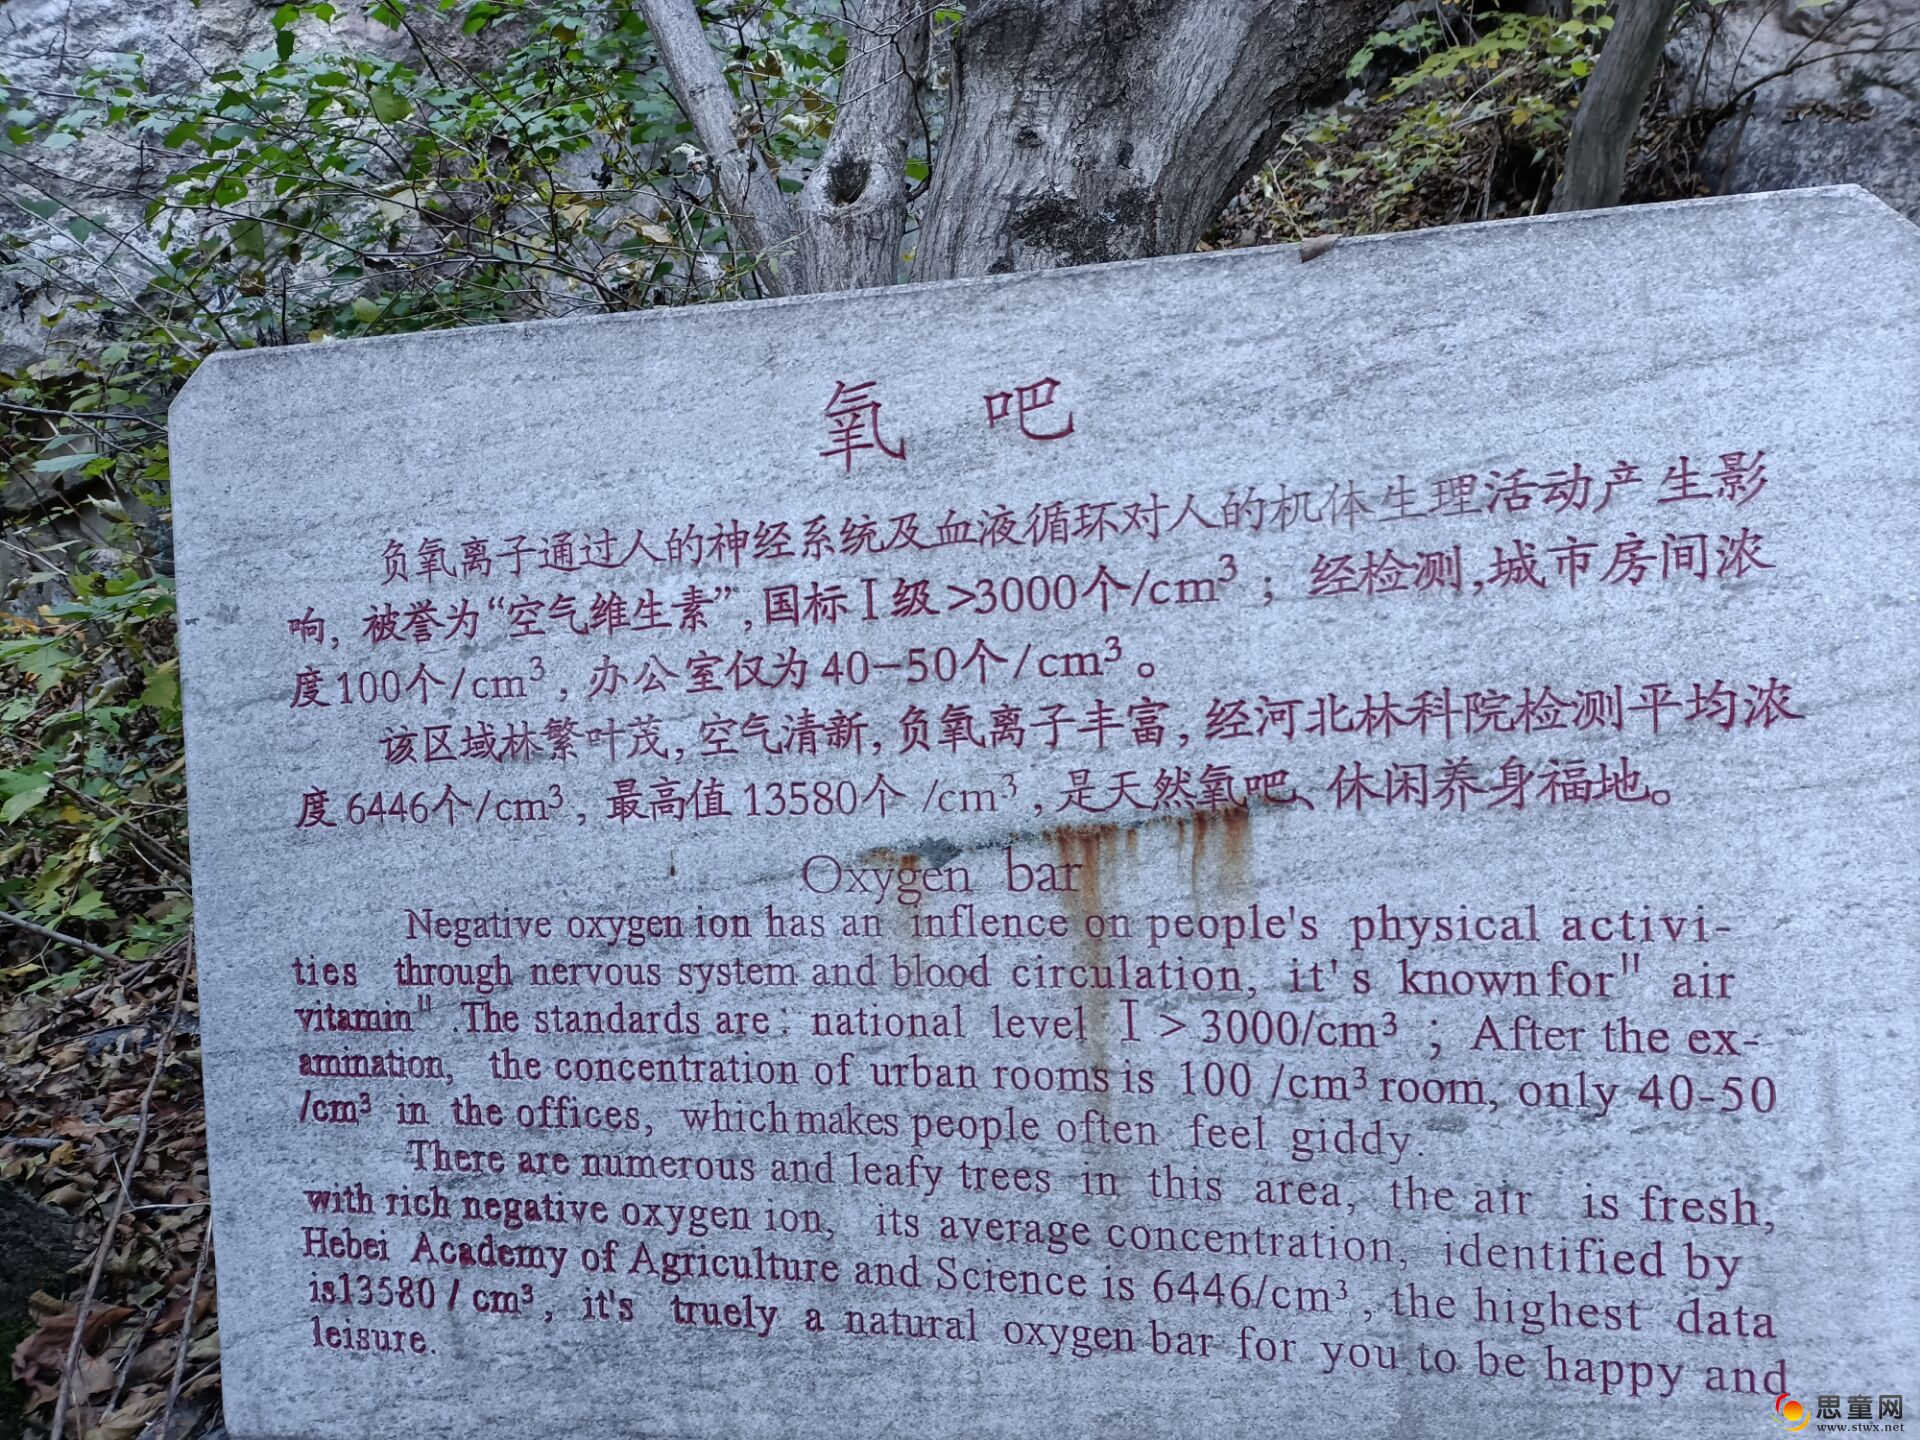 氧吧
负氧离子通过人的神经系统及血液循环对人的机体生理活动产生影
响，被誉为“空气维生素”，国标Ⅰ级>3000个/cm³；经检测，城市房间浓
度100个/cm³，办公室仅为40-50个/cm³。
该区域林繁叶茂，空气清新，负氧离子丰富，经河北林科院检测平均浓
度6446个/cm³，最高值13580个/cm³，是天然氧吧、休闲养身福地。
Oxygen bar
Negative oxygen ion has an inflence on people's physical activi-
ties through nervous system and blood circulation, it's known for" air
vitamin" .The standards are: national level Ⅰ > 3000/cm³ ; After the ex-
amination, the concentration of urban rooms is 100 /cm³ room, only 40-50
/cm³ in the offices, which makes people often feel giddy.
There are numerous and leafy trees in this area, the air is fresh,
with rich negative oxygen ion, its average concentration, identified by
Hebei Academy of Agriculture and Science is 6446/cm³, the highest data
is13580 / cm³, it's truely a natural oxygen bar for you to be happy and
leisure.
思童网
www.stwx.net